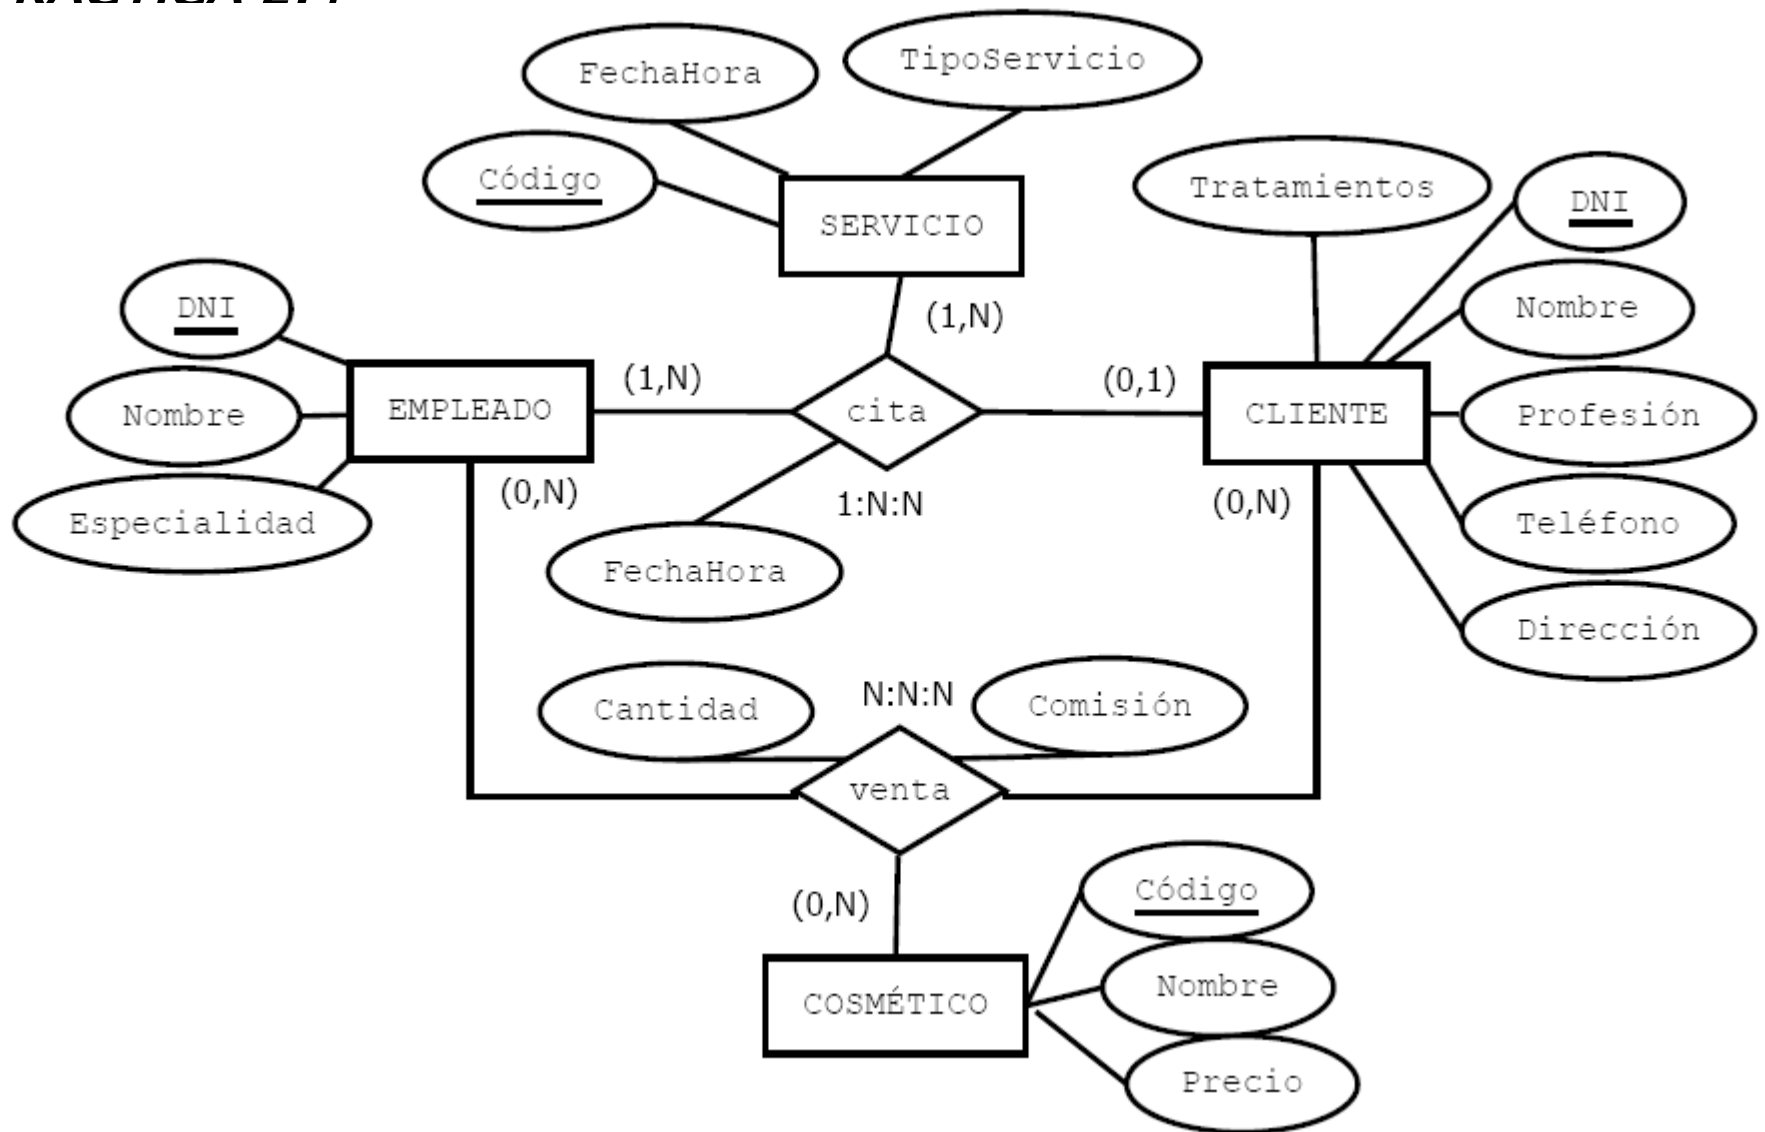 FechaHora
TipoServicio
Código
Tratamientos
DNI
SERVICIO
DNI
Nombre
(1,N)
EMPLEADO
(1,N)
cita
(0,1)
CLIENTE
Nombre
Profesión
Especialidad
(0,N)
1:N:N
(0,N)
Teléfono
FechaHora
Dirección
Cantidad
N:N:N
Comisión
venta
(0,N)
Código
COSMÉTICO
Nombre
Precio